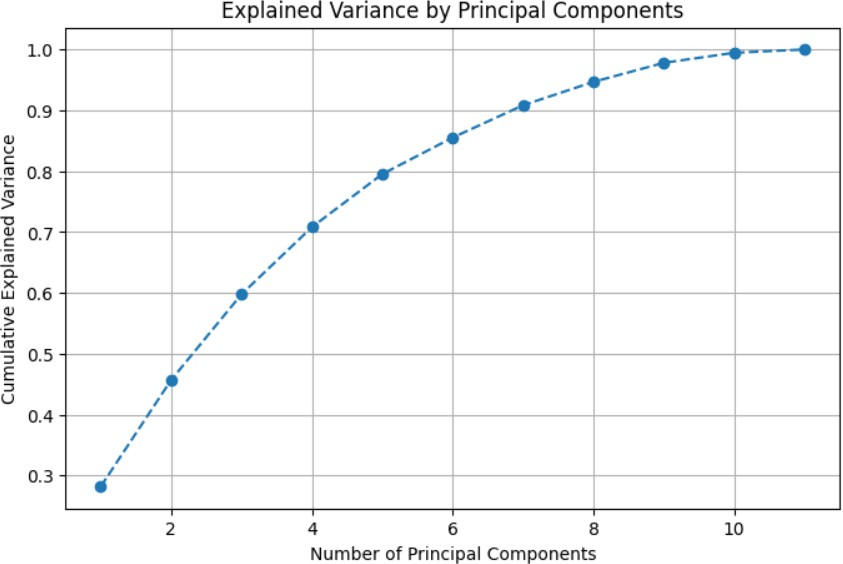 Explained Variance by Principal Components
Cumulative Explained Variance
1.0
0.9
0.8
0.7
0.6
0.5
0.4
0.3
2 4 6 8 10
Number of Principal Components